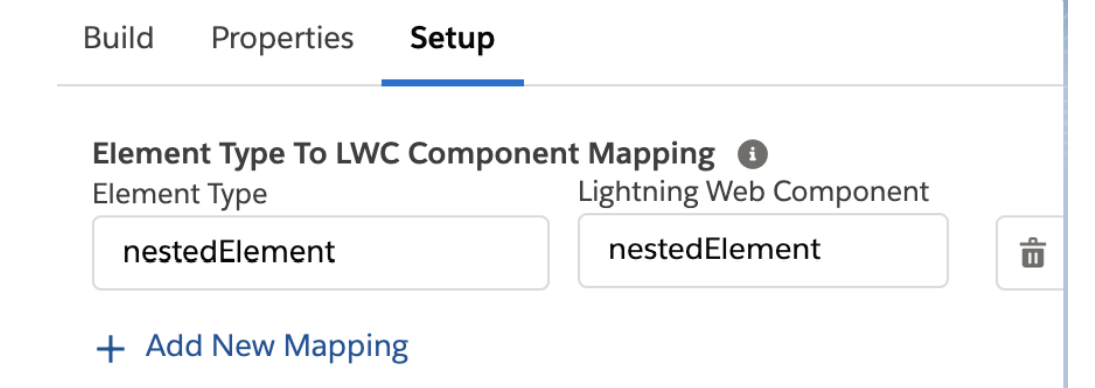 Build Properties Setup
Element Type To LWC Component Mapping
Element Type Lightning Web Component
nestedElement nestedElement
+ Add New Mapping